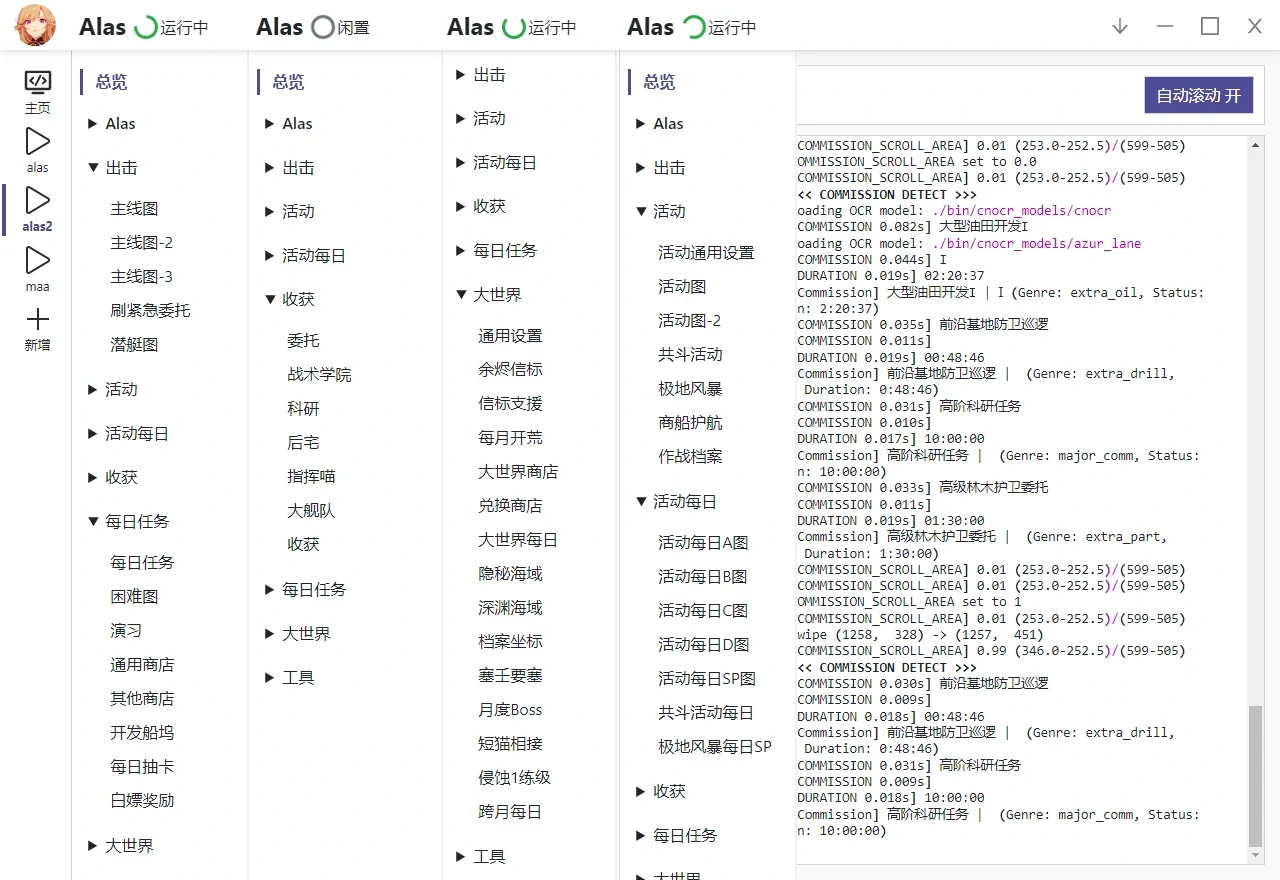 Alas 运行中
Alas 闲置
Alas 运行中
Alas 运行中
主页
alas
alas2
maa
新增
总览
Alas
出击
主线图
主线图-2
主线图-3
刷紧急委托
潜艇图
活动
活动每日
收获
每日任务
每日任务
困难图
演习
通用商店
其他商店
开发船坞
每日抽卡
白嫖奖励
大世界
总览
Alas
出击
活动
活动每日
收获
委托
战术学院
科研
后宅
指挥喵
大舰队
收获
每日任务
大世界
工具
出击
活动
活动每日
收获
每日任务
大世界
通用设置
余烬信标
信标支援
每月开荒
大世界商店
兑换商店
大世界每日
隐秘海域
深渊海域
档案坐标
塞壬要塞
月度Boss
短猫相接
侵蚀1练级
跨月每日
工具
总览
Alas
出击
活动
活动通用设置
活动图
活动图-2
共斗活动
极地风暴
商船护航
作战档案
活动每日
活动每日A图
活动每日B图
活动每日C图
活动每日D图
活动每日SP图
共斗活动每日
极地风暴每日SP
收获
每日任务
大世界
自动滚动 开
COMMISSION_SCROLL_AREA] 0.01 (253.0-252.5)/(599-505)
OMMISSION_SCROLL_AREA set to 0.0
COMMISSION_SCROLL_AREA] 0.01 (253.0-252.5)/(599-505)
<< COMMISSION DETECT >>>
oading OCR model: ./bin/cnocr_models/cnocr
COMMISSION 0.082s] 大型油田开发I
oading OCR model: ./bin/cnocr_models/azur_lane
COMMISSION 0.044s] I
DURATION 0.019s] 02:20:37
Commission] 大型油田开发I | I (Genre: extra_oil, Status:
n: 2:20:37)
COMMISSION 0.035s] 前沿基地防卫巡逻
COMMISSION 0.011s]
DURATION 0.019s] 00:48:46
Commission] 前沿基地防卫巡逻 | (Genre: extra_drill,
Duration: 0:48:46)
COMMISSION 0.031s] 高阶科研任务
COMMISSION 0.010s]
DURATION 0.017s] 10:00:00
Commission] 高阶科研任务 | (Genre: major_comm, Status:
n: 10:00:00)
COMMISSION 0.033s] 高级林木护卫委托
COMMISSION 0.011s]
DURATION 0.019s] 01:30:00
Commission] 高级林木护卫委托 | (Genre: extra_part,
Duration: 1:30:00)
COMMISSION_SCROLL_AREA] 0.01 (253.0-252.5)/(599-505)
COMMISSION_SCROLL_AREA] 0.01 (253.0-252.5)/(599-505)
OMMISSION_SCROLL_AREA set to 1
COMMISSION_SCROLL_AREA] 0.01 (253.0-252.5)/(599-505)
wipe (1258, 328) -> (1257, 451)
COMMISSION_SCROLL_AREA] 0.99 (346.0-252.5)/(599-505)
<< COMMISSION DETECT >>>
COMMISSION 0.030s] 前沿基地防卫巡逻
COMMISSION 0.009s]
DURATION 0.018s] 00:48:46
Commission] 前沿基地防卫巡逻 | (Genre: extra_drill,
Duration: 0:48:46)
COMMISSION 0.031s] 高阶科研任务
COMMISSION 0.009s]
DURATION 0.018s] 10:00:00
Commission] 高阶科研任务 | (Genre: major_comm, Status:
n: 10:00:00)